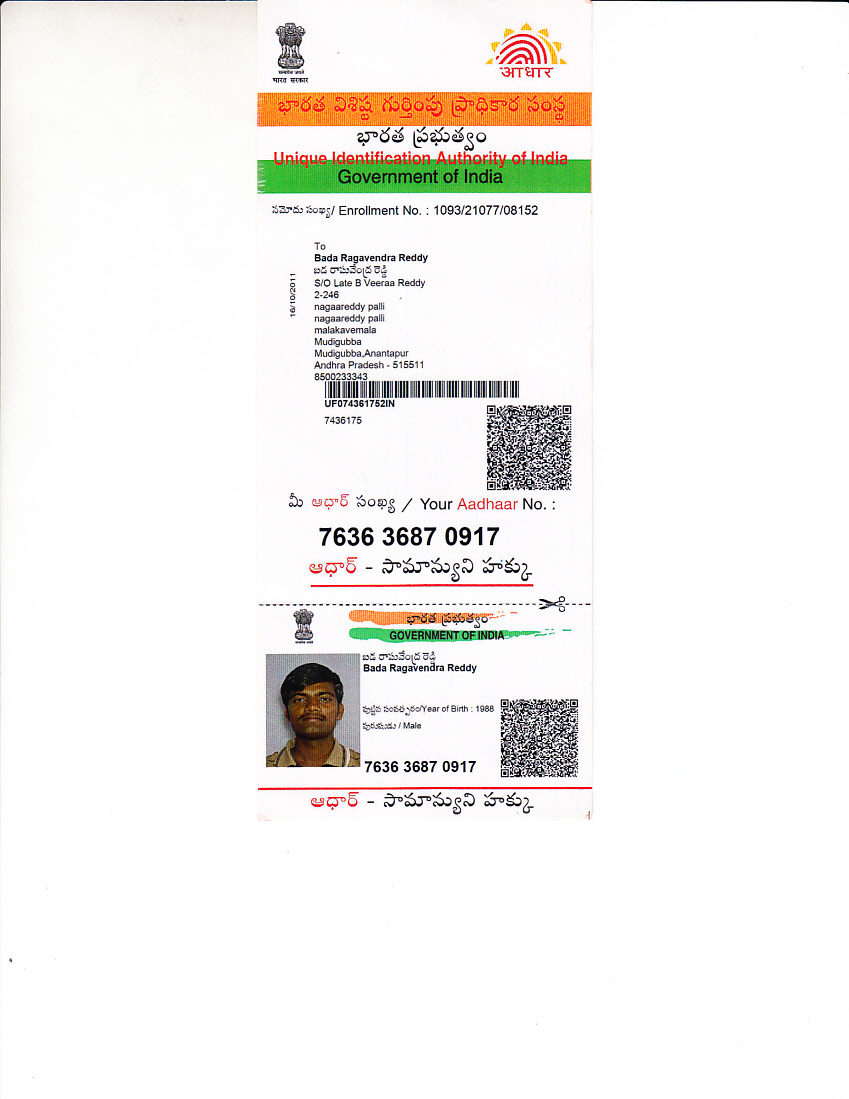 सत्यमेव जयते
भारत सरकार
आधार
భారత విశిష్ట గుర్తింపు ప్రాధికార సంస్థ
భారత ప్రభుత్వం
Unique Identification Authority of India
Government of India
నమోదు సంఖ్య/ Enrollment No. : 1093/21077/08152
16/10/2011
To
Bada Ragavendra Reddy
బడ రాఘవేంద్ర రెడ్డి
S/O Late B Veeraa Reddy
2-246
nagaareddy palli
nagaareddy palli
malakavemala
Mudigubba
Mudigubba,Anantapur
Andhra Pradesh - 515511
8500233343
UF074361752IN
7436175
మీ ఆధార్ సంఖ్య / Your Aadhaar No. :
7636 3687 0917
ఆధార్ - సామాన్యుని హక్కు
భారత ప్రభుత్వం
GOVERNMENT OF INDIA
బడ రాఘవేంద్ర రెడ్డి
Bada Ragavendra Reddy
పుట్టిన సంవత్సరం/Year of Birth : 1988
పురుషుడు / Male
7636 3687 0917
ఆధార్ - సామాన్యుని హక్కు